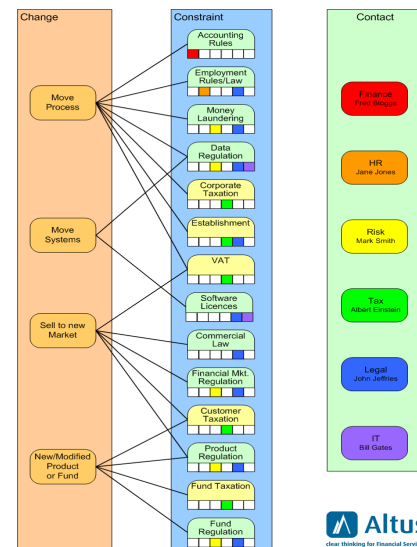 Change
Move
Process
Move
Systems
Sell to new
Market
New/Modified
Product
or Fund
Constraint
Accounting
Rules
Employment
Rules/Law
Money
Laundering
Data
Regulation
Corporate
Taxation
Establishment
VAT
Software
Licences
Commercial
Law
Financial Mkt.
Regulation
Customer
Taxation
Product
Regulation
Fund Taxation
Fund
Regulation
Contact
Finance
Fred Bloggs
HR
Jane Jones
Risk
Mark Smith
Tax
Albert Einstein
Legal
John Jeffries
IT
Bill Gates
Altus
clear thinking for Financial